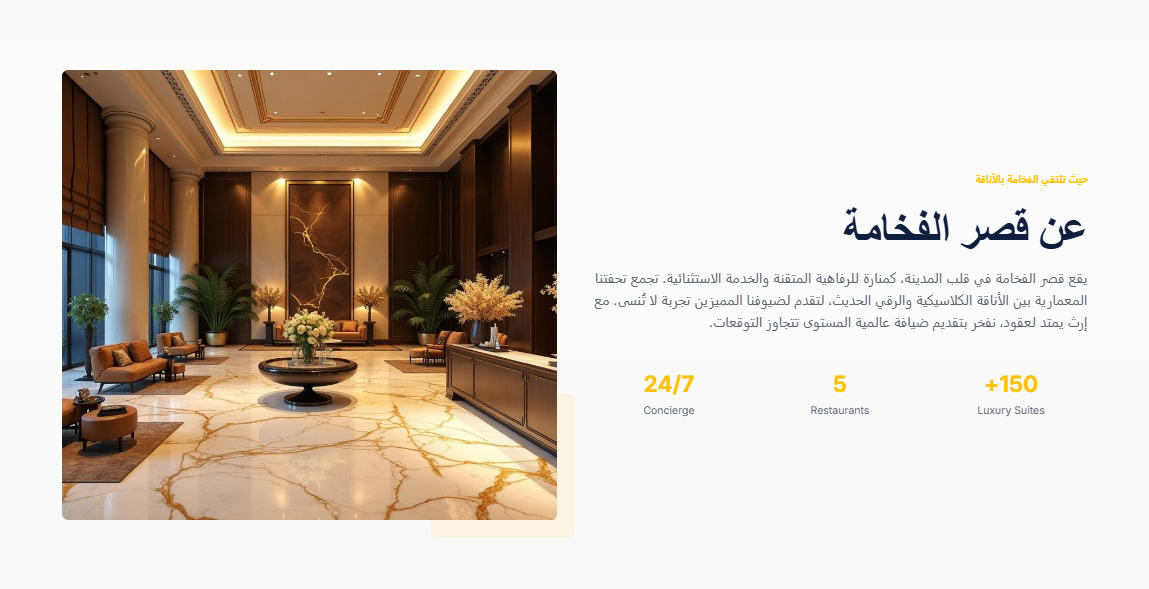 حيث تلتقي الفخامة بالأناقة
عن قصر الفخامة
يقع قصر الفخامة في قلب المدينة، كمنارة للرفاهية المتقنة والخدمة الاستثنائية. تجمع تحفتنا
المعمارية بين الأناقة الكلاسيكية والرقي الحديث، لتقدم لضيوفنا المميزين تجربة لا تُنسى. مع
إرث يمتد لعقود، نفخر بتقديم ضيافة عالمية المستوى تتجاوز التوقعات.
+150
Luxury Suites
5
Restaurants
24/7
Concierge